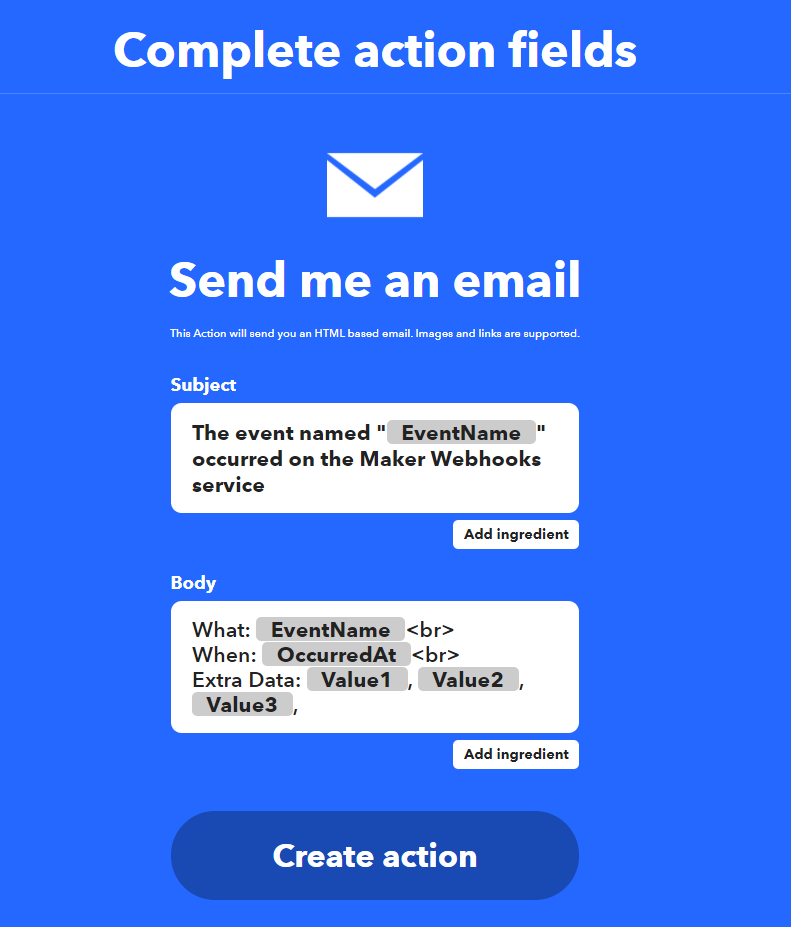 Complete action fields
Send me an email
This Action will send you an HTML based email. Images and links are supported.
Subject
The event named " EventName "
occurred on the Maker Webhooks
service
Add ingredient
Body
What: EventName <br>
When: OccurredAt <br>
Extra Data: Value1 , Value2 ,
Value3 ,
Add ingredient
Create action